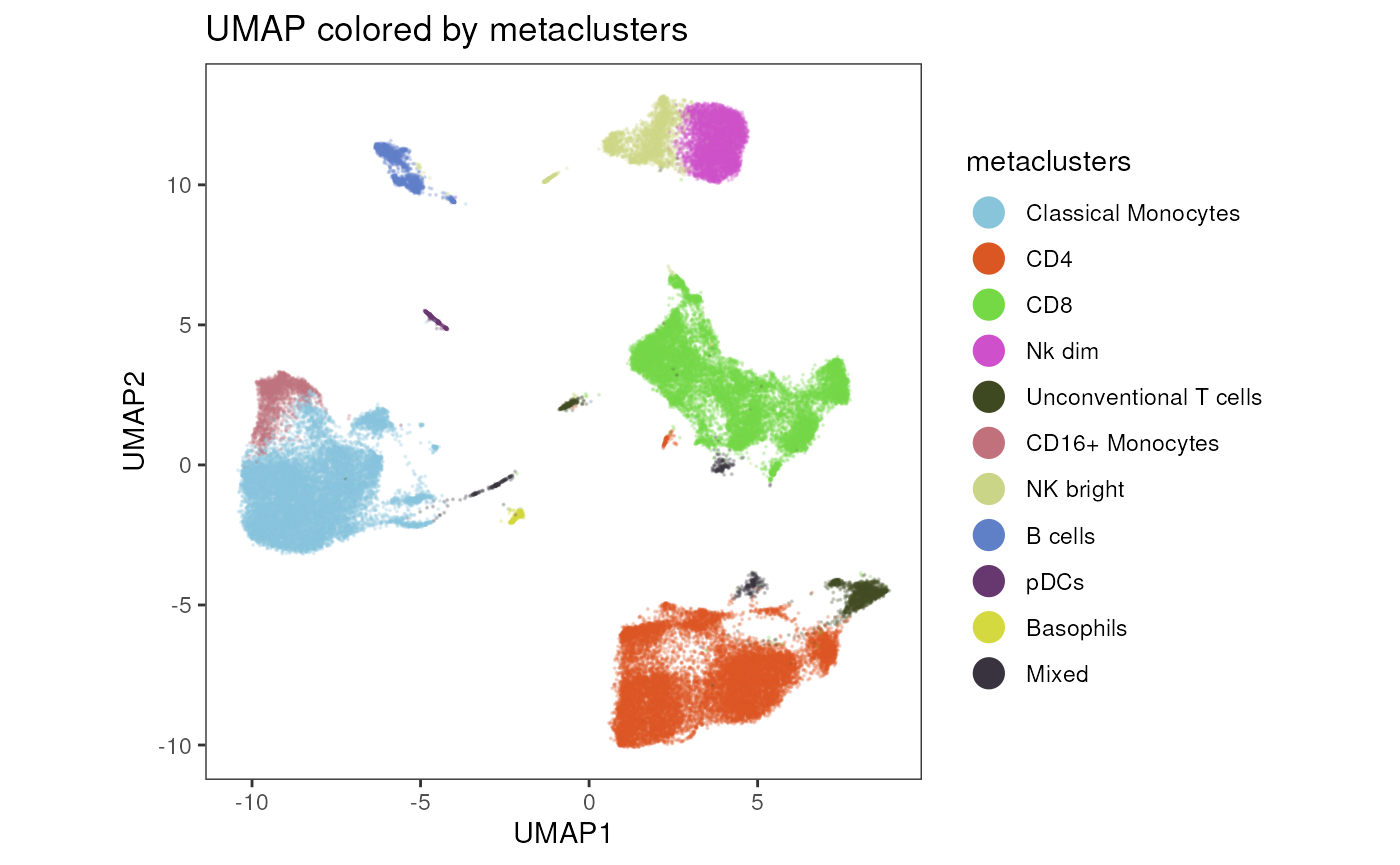 UMAP colored by metaclusters
UMAP2
10
5
0
-5
-10
-10
-5
0
5
UMAP1
metaclusters
Classical Monocytes
CD4
CD8
Nk dim
Unconventional T cells
CD16+ Monocytes
NK bright
B cells
pDCs
Basophils
Mixed